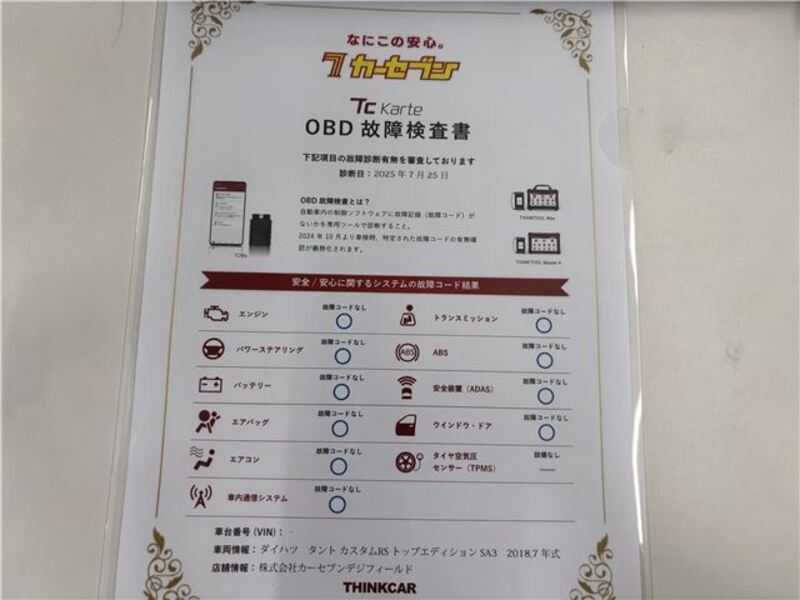 なにこの安心。
7 カーセブン
Tc Karte
OBD 故障検査書
下記項目の故障診断有無を審査しております
診断日：2025 年 7 月 25 日
OBD 故障検査とは？
自動車内の制御ソフトウェアに故障記録（故障コード）が
ないかを専用ツールで診断すること。
2024 年 10 月より車検時、特定された故障コードの有無確
認が義務化されます。
THINKTOOL Max
THINKTOOL Master X
安全 / 安心に関するシステムの故障コード結果
エンジン 故障コードなし
トランスミッション 故障コードなし
パワーステアリング 故障コードなし
ABS ABS 故障コードなし
バッテリー 故障コードなし
安全装置（ADAS） 故障コードなし
エアバッグ 故障コードなし
ウインドウ・ドア 故障コードなし
エアコン 故障コードなし
タイヤ空気圧
センサー（TPMS） 設備なし
車内通信システム 故障コードなし
車台番号 (VIN)：
車両情報：ダイハツ タント カスタムRS トップエディション SA3 2018,7 年式
店舗情報：株式会社カーセブンデジフィールド
THINKCAR